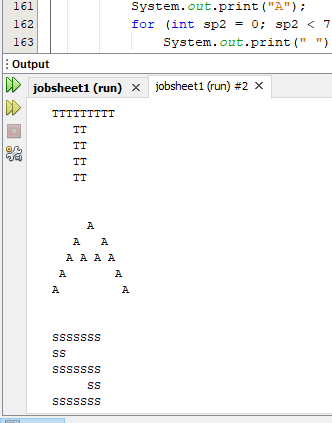 161 System.out.print("A");
162 for (int sp2 = 0; sp2 < 7
163 System.out.print(" ")
Output
jobsheet1 (run) × jobsheet1 (run) #2 ×
TTTTTTTTT
   TT
   TT
   TT
   TT
     A
   A   A
  A A A A
 A       A
A         A
SSSSSSS
SS
SSSSSSS
     SS
SSSSSSS